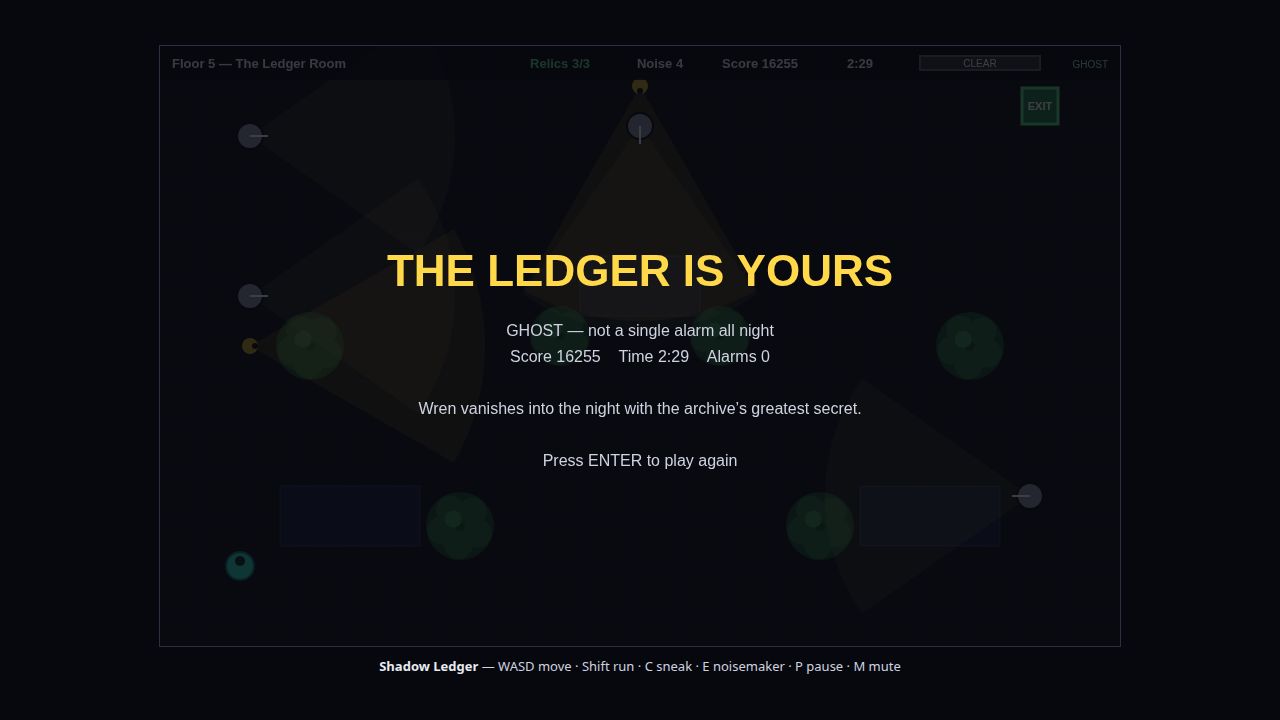 Floor 5 — The Ledger Room Relics 3/3 Noise 4 Score 16255 2:29 CLEAR GHOST
EXIT
THE LEDGER IS YOURS
GHOST — not a single alarm all night
Score 16255 Time 2:29 Alarms 0
Wren vanishes into the night with the archive’s greatest secret.
Press ENTER to play again
Shadow Ledger — WASD move · Shift run · C sneak · E noisemaker · P pause · M mute